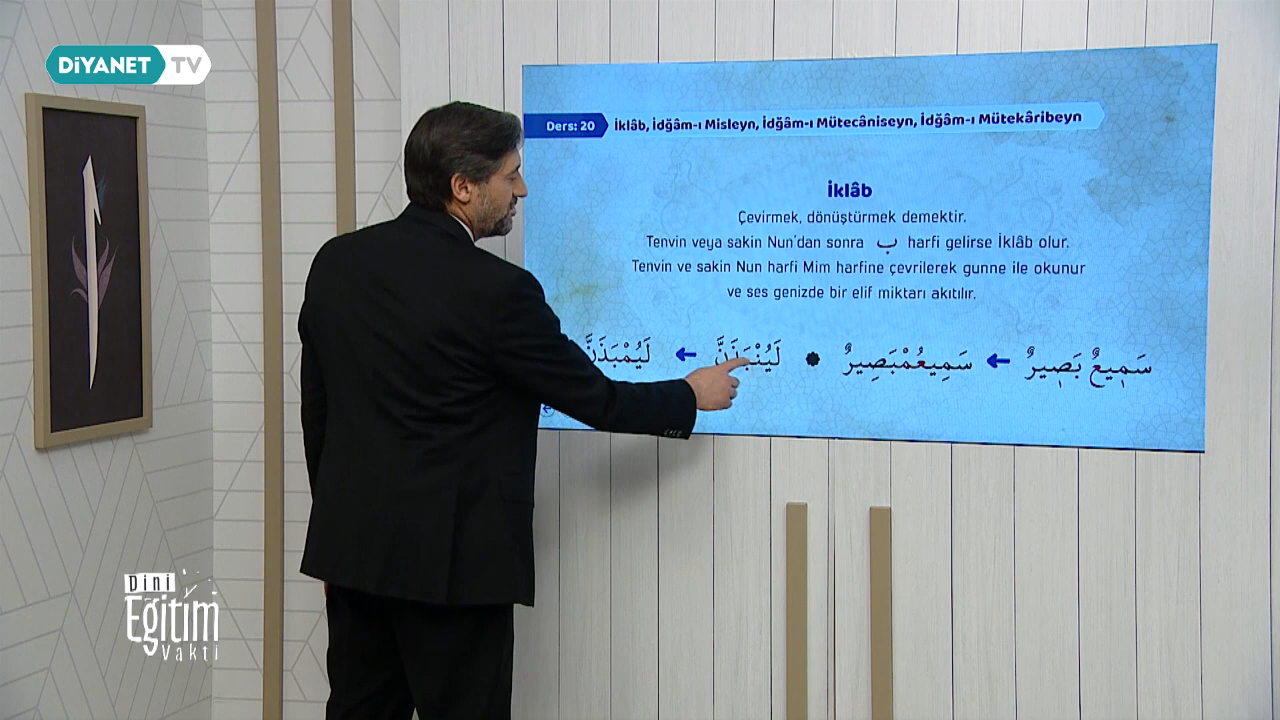 DİYANET TV
Ders: 20 İklâb, İdğâm-ı Misleyn, İdğâm-ı Mütecâniseyn, İdğâm-ı Mütekâribeyn
İklâb
Çevirmek, dönüştürmek demektir.
Tenvin veya sakin Nun'dan sonra ب harfi gelirse İklâb olur.
Tenvin ve sakin Nun harfi Mim harfine çevrilerek gunne ile okunur
ve ses genizde bir elif miktarı akıtılır.
سَمِيعٌ بَصِيرٌ ← سَمِيعُمْبَصِيرٌ • لَيُنْبَذَنَّ ← لَيُمْبَذَنَّ
Dini
Eğitim
Vakti